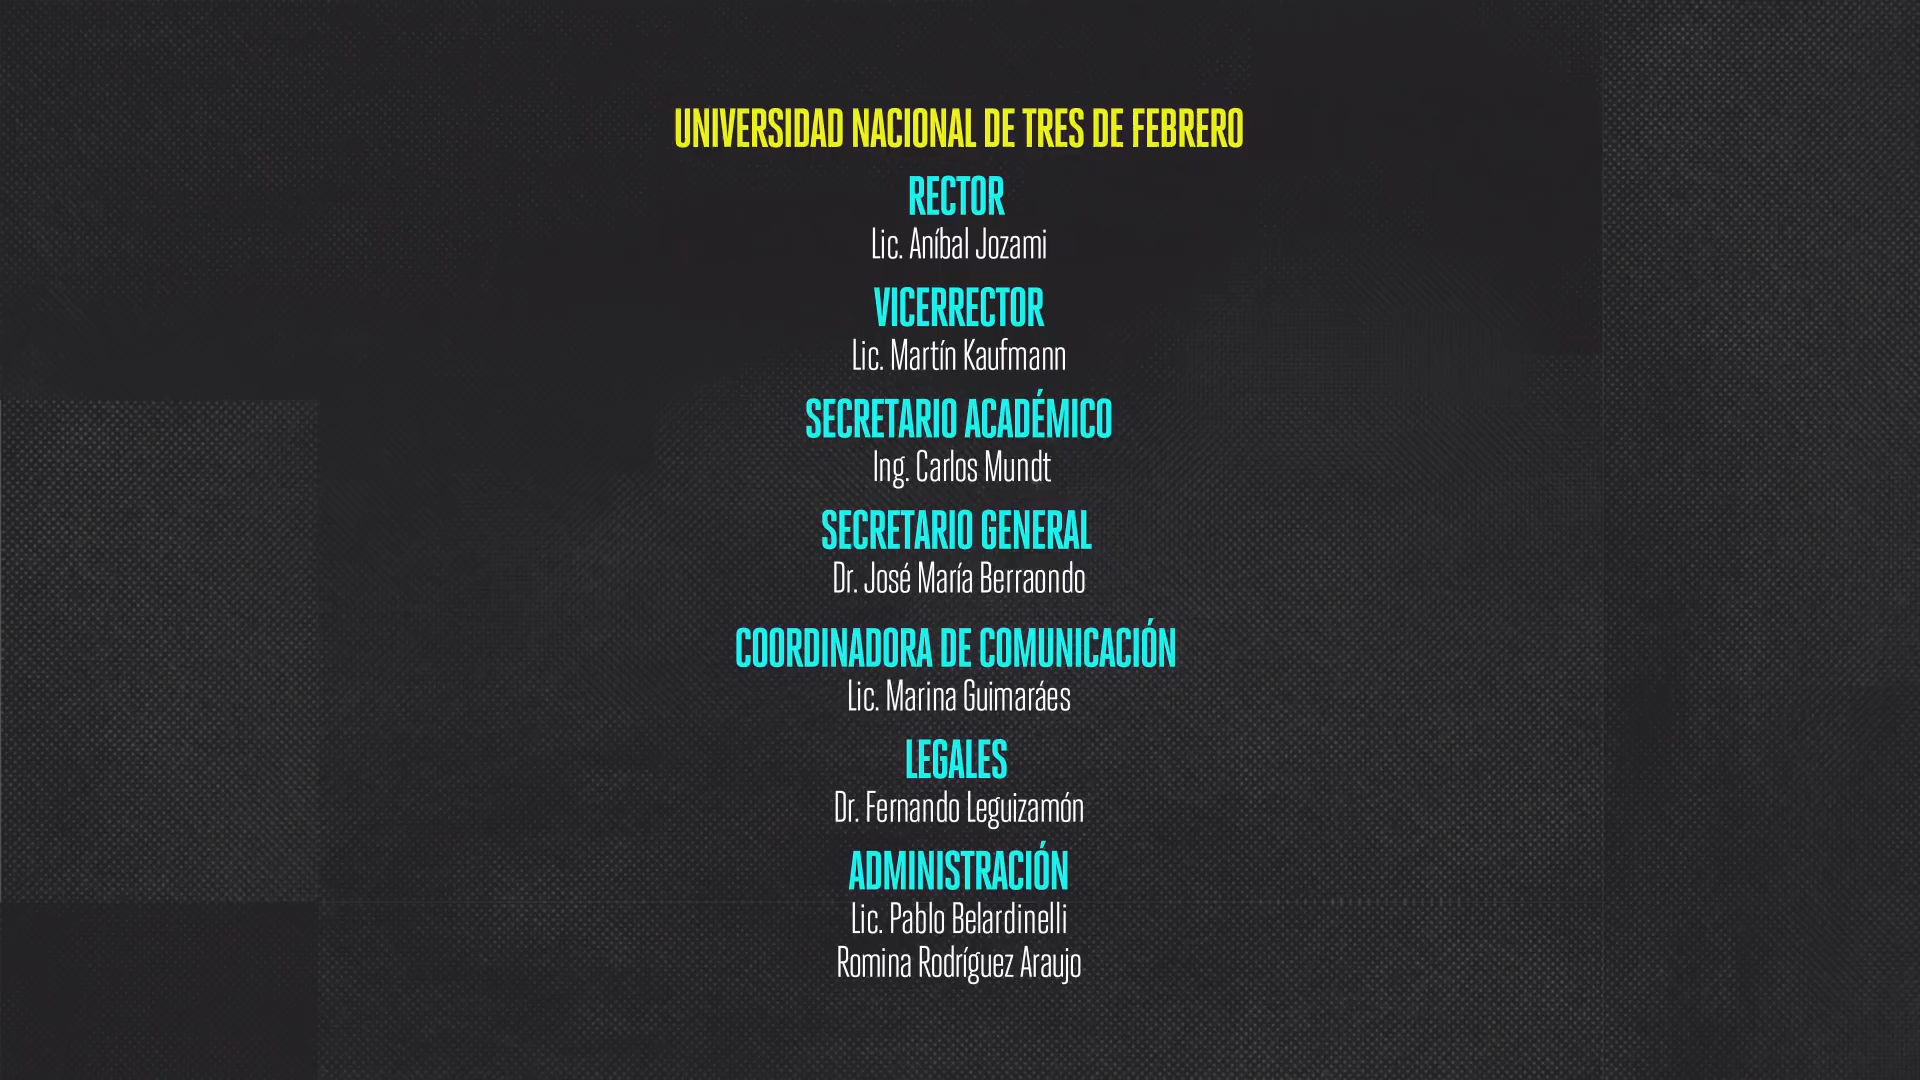 UNIVERSIDAD NACIONAL DE TRES DE FEBRERO
RECTOR
Lic. Aníbal Jozami
VICERRECTOR
Lic. Martín Kaufmann
SECRETARIO ACADÉMICO
Ing. Carlos Mundt
SECRETARIO GENERAL
Dr. José María Berraondo
COORDINADORA DE COMUNICACIÓN
Lic. Marina Guimaráes
LEGALES
Dr. Fernando Leguizamón
ADMINISTRACIÓN
Lic. Pablo Belardinelli
Romina Rodríguez Araujo